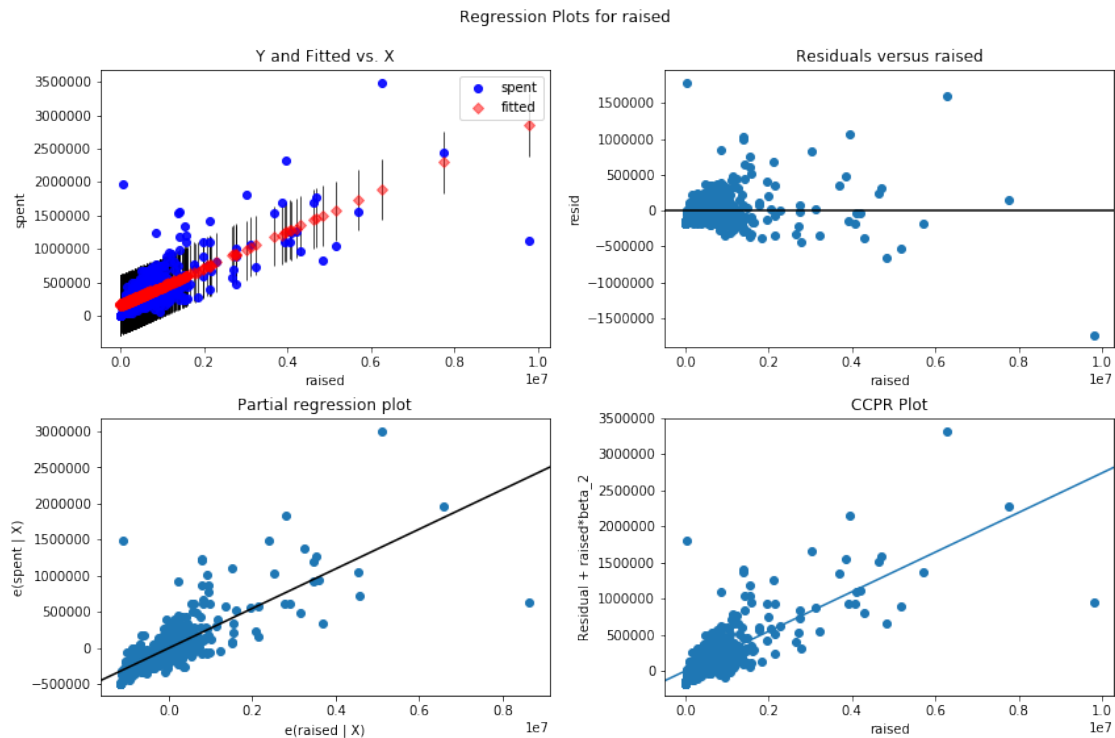 Regression Plots for raised
Y and Fitted vs. X
3500000
3000000
2500000
2000000
1500000
1000000
500000
0
spent
spent
fitted
0.0 0.2 0.4 0.6 0.8 1.0
1e7
raised
Residuals versus raised
1500000
1000000
500000
0
−500000
−1000000
−1500000
resid
0.0 0.2 0.4 0.6 0.8 1.0
1e7
raised
Partial regression plot
3000000
2500000
2000000
1500000
1000000
500000
0
−500000
e(spent | X)
0.0 0.2 0.4 0.6 0.8
1e7
e(raised | X)
CCPR Plot
3500000
3000000
2500000
2000000
1500000
1000000
500000
0
Residual + raised*beta_2
0.0 0.2 0.4 0.6 0.8 1.0
1e7
raised